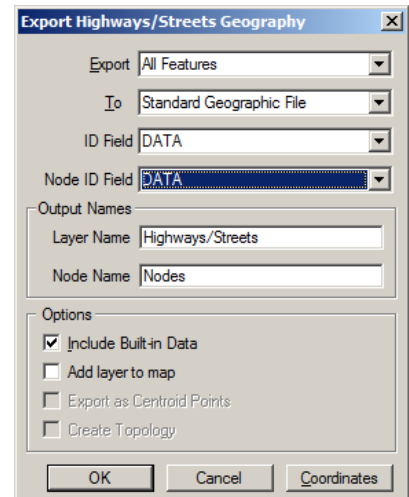 Export Highways/Streets Geography
Export All Features
To Standard Geographic File
ID Field DATA
Node ID Field DATA
Output Names
Layer Name Highways/Streets
Node Name Nodes
Options
Include Built-in Data
Add layer to map
Export as Centroid Points
Create Topology
OK Cancel Coordinates